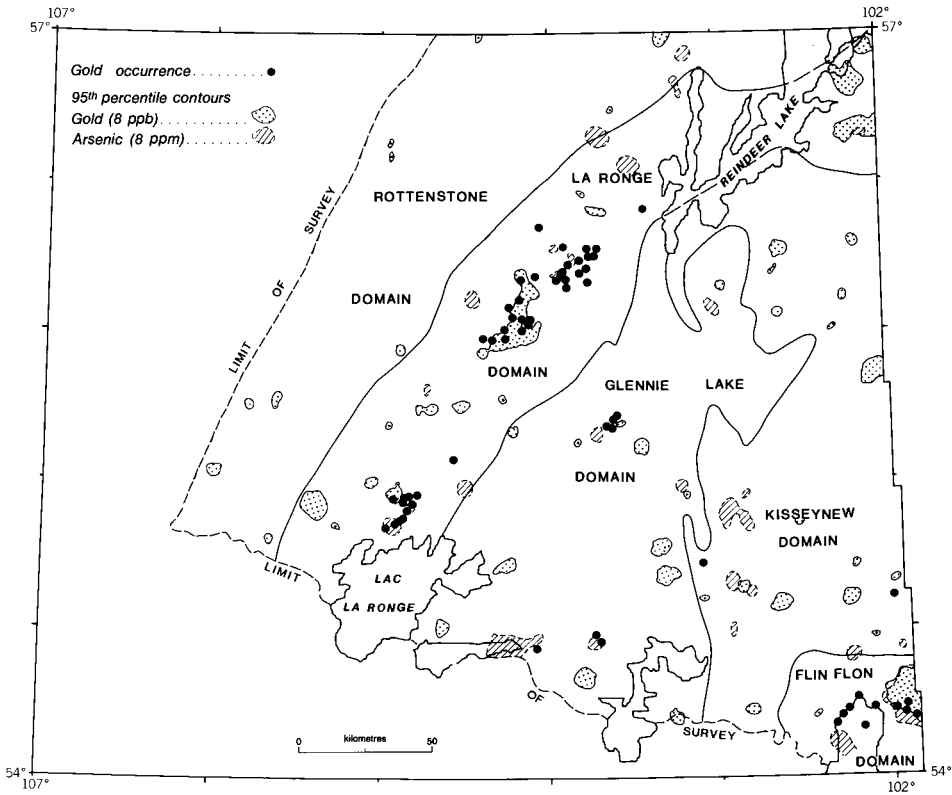 107°
102°
57°
57°
Gold occurrence..........
95th percentile contours
Gold (8 ppb)..........
Arsenic (8 ppm)..........
REINDEER LAKE
LA RONGE
ROTTENSTONE
SURVEY
OF
DOMAIN
LIMIT
DOMAIN
GLENNIE LAKE
DOMAIN
KISSEYNEW
DOMAIN
LIMIT
LAC
LA RONGE
FLIN FLON
OF
SURVEY
0 kilometres 50
DOMAIN
54°
54°
107°
102°